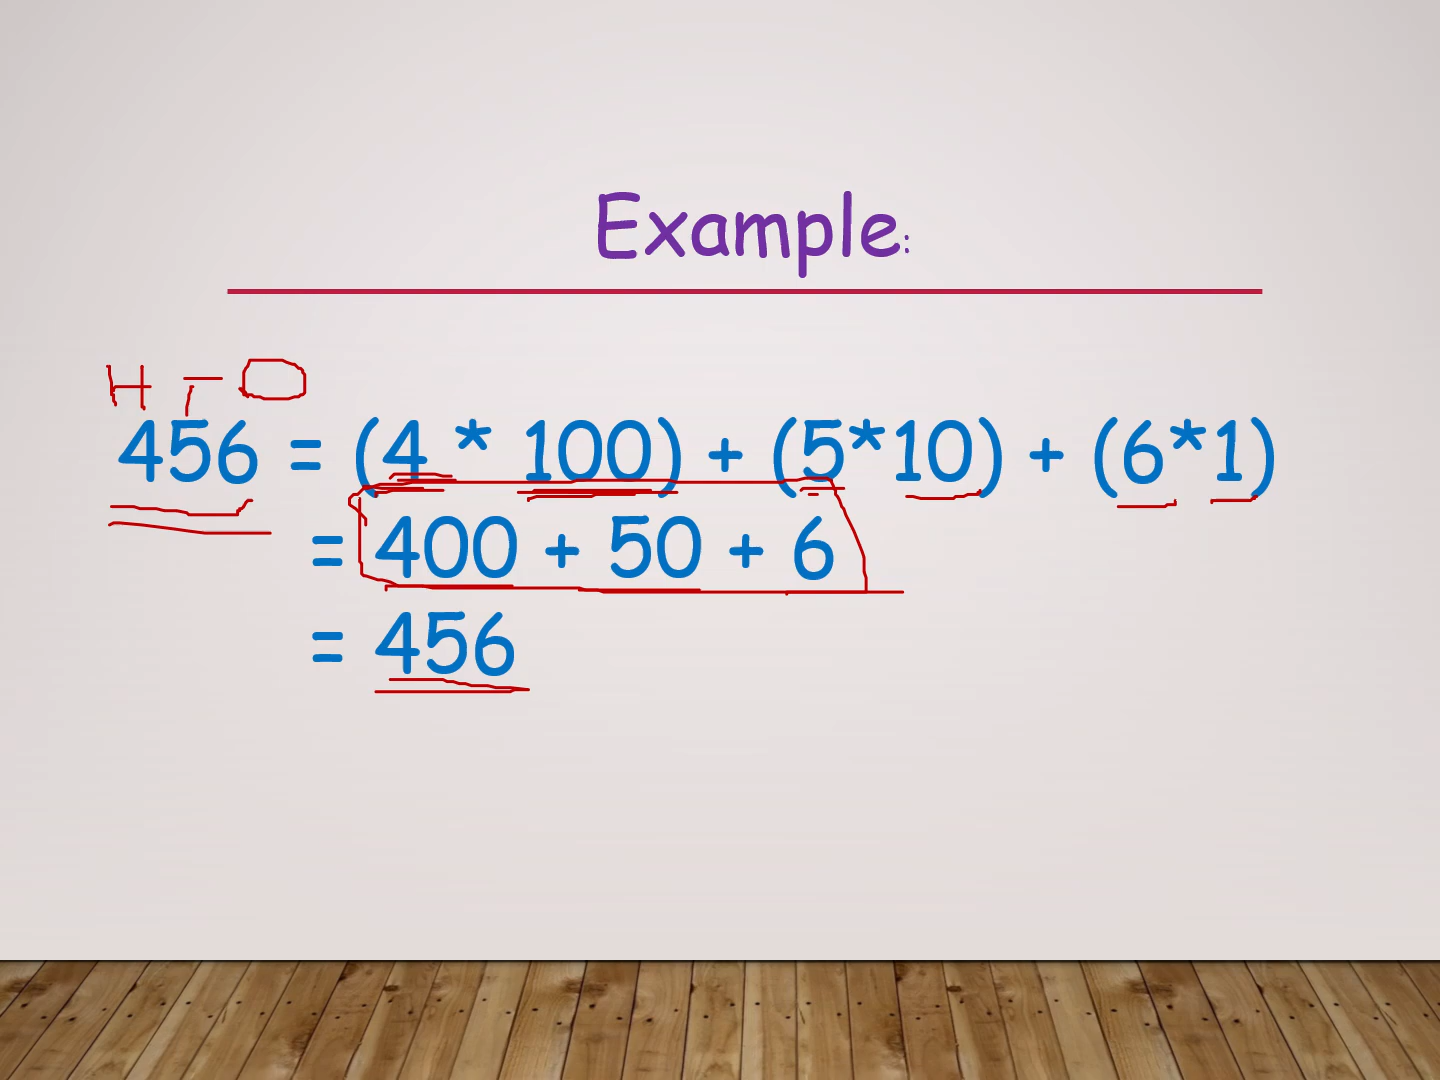 Example:
H T O
456 = (4 * 100) + (5*10) + (6*1)
= 400 + 50 + 6
= 456